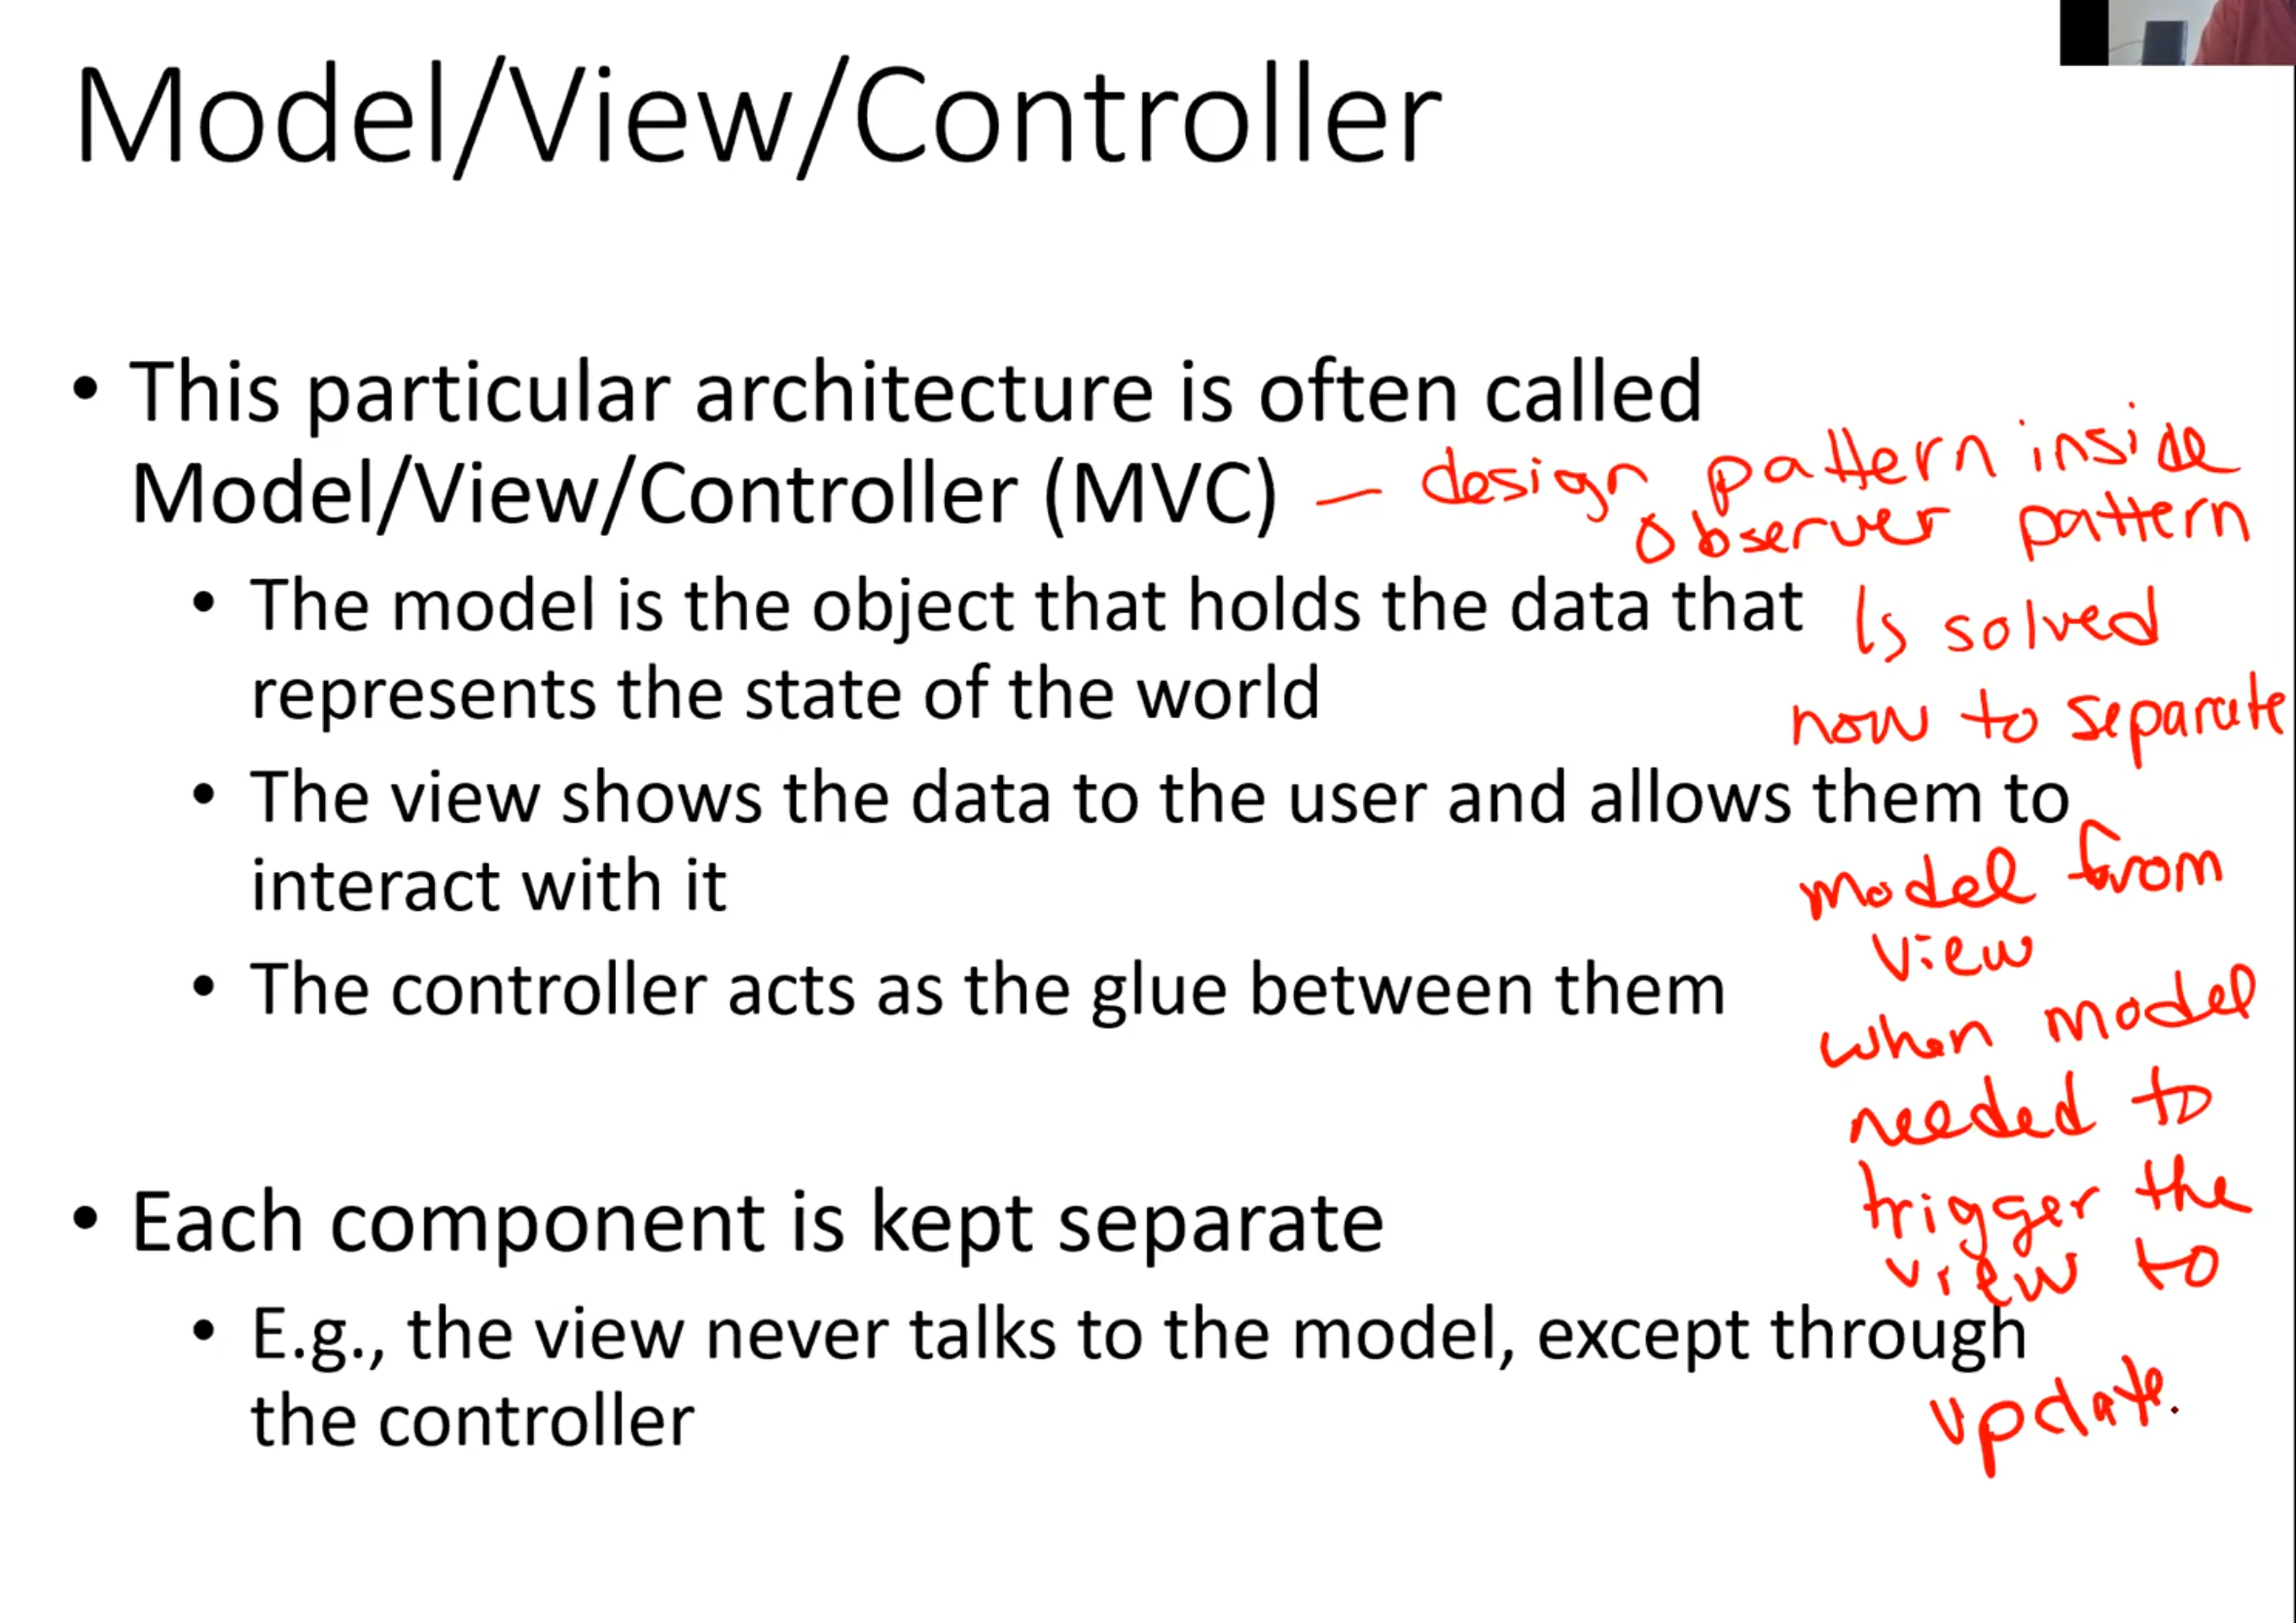 Model/View/Controller
• This particular architecture is often called
Model/View/Controller (MVC) — design pattern inside
observer pattern
• The model is the object that holds the data that
Is solved
represents the state of the world
how to separate
• The view shows the data to the user and allows them to
interact with it
model from
view
• The controller acts as the glue between them
when model
needed to
trigger the
• Each component is kept separate
view to
• E.g., the view never talks to the model, except through
the controller
update.